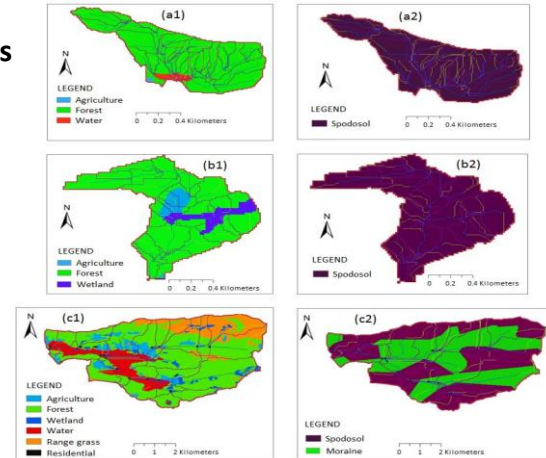 s
(a1)
N
LEGEND
Agriculture
Forest
Water
0 0.2 0.4 Kilometers
(a2)
N
LEGEND
Spodosol
0 0.2 0.4 Kilometers
(b1)
N
LEGEND
Agriculture
Forest
Wetland
0 0.2 0.4 Kilometers
(b2)
N
LEGEND
Spodosol
0 0.2 0.4 Kilometers
(c1)
N
LEGEND
Agriculture
Forest
Wetland
Water
Range grass
Residential
0 1 2 Kilometers
(c2)
N
LEGEND
Spodosol
Moraine
0 1 2 Kilometers